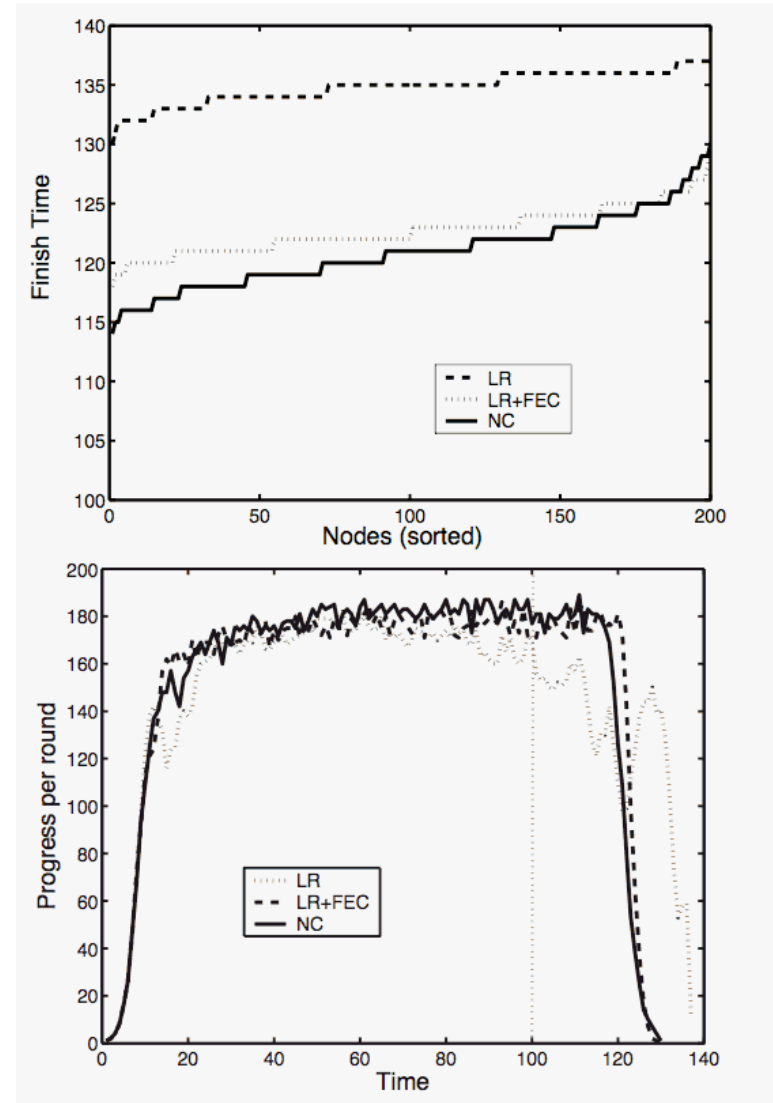 140
135
130
125
120
115
110
105
100
Finish Time
LR
LR+FEC
NC
0 50 100 150 200
Nodes (sorted)
200
180
160
140
120
100
80
60
40
20
0
Progress per round
LR
LR+FEC
NC
0 20 40 60 80 100 120 140
Time